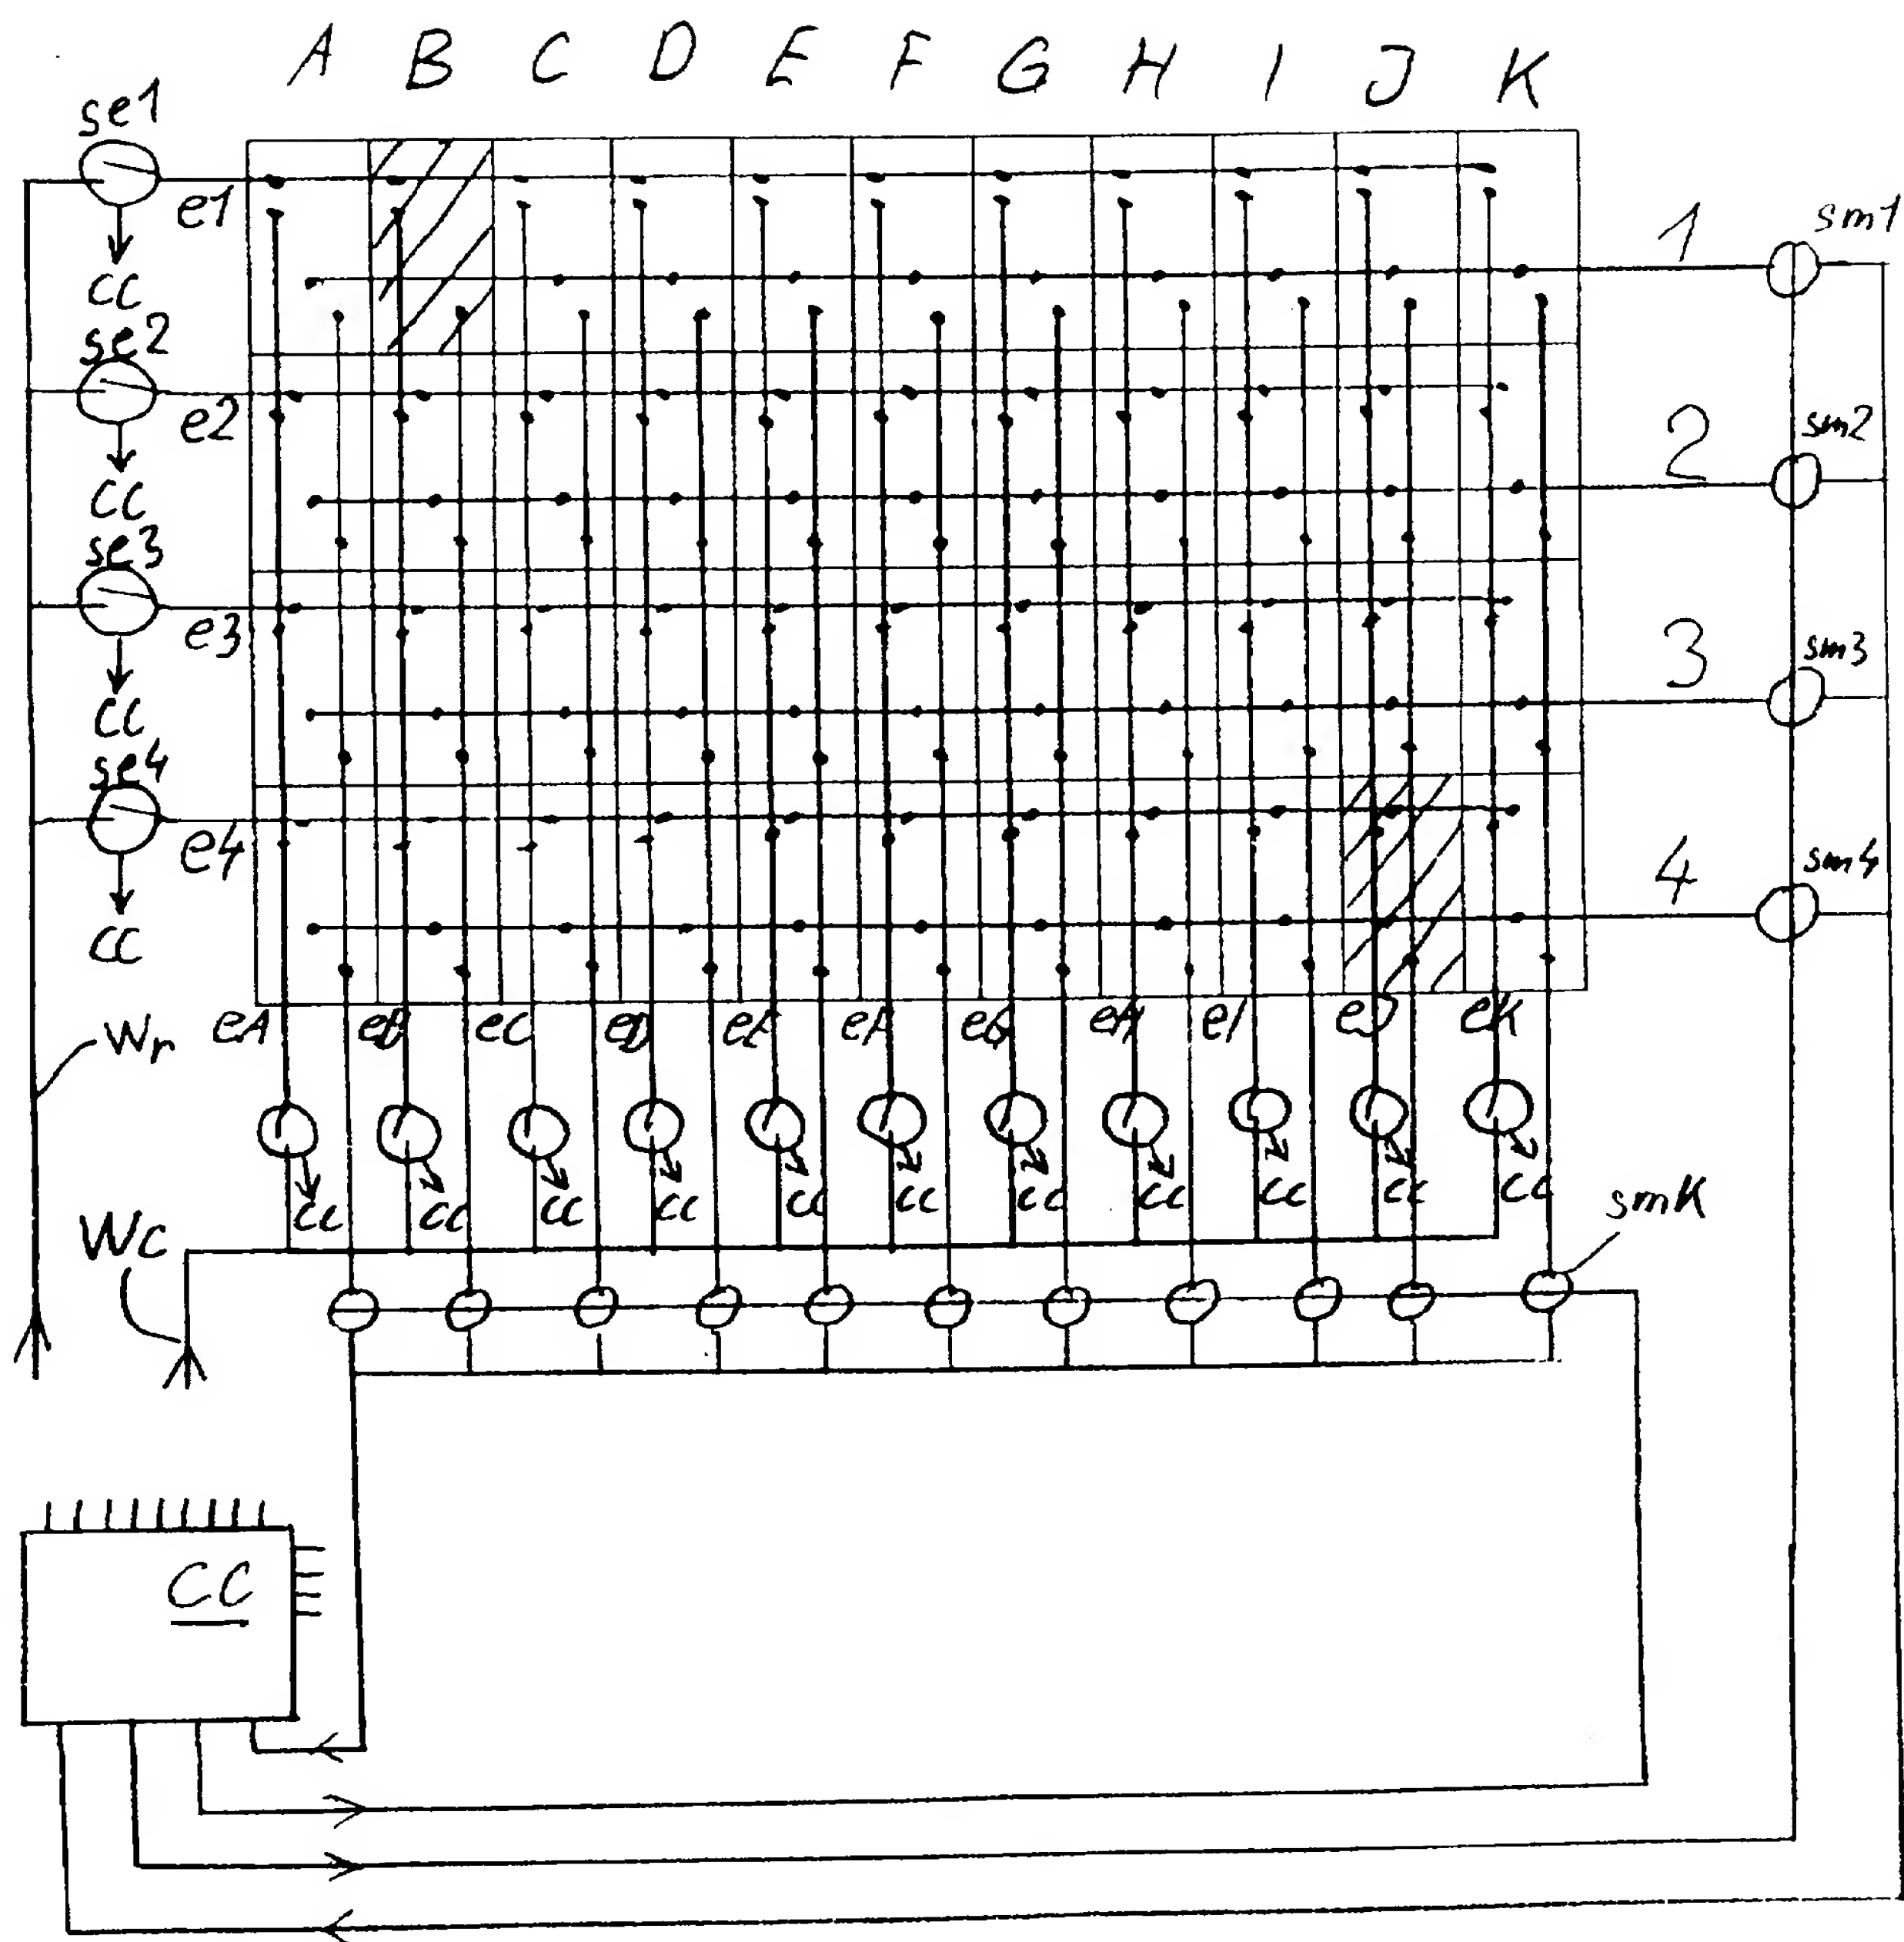 A B C D E F G H I J K
se1
e1
cc
1
sm1
se2
e2
cc
2
sm2
se3
e3
cc
3
sm3
se4
e4
cc
4
sm4
eA eB eC eD eE eF eG eH eI eJ eK
Wr
cc cc cc cc cc cc cc cc cc cc cc
smK
Wc
CC